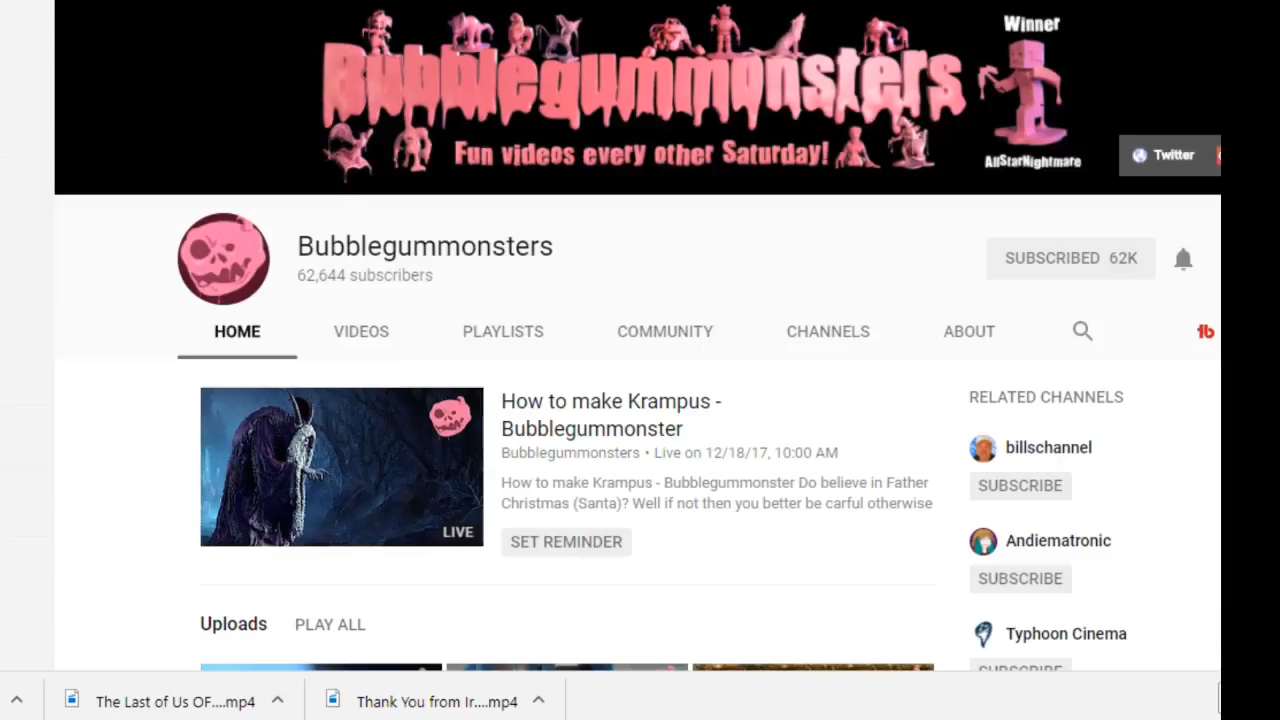 Bubblegummonsters
Fun videos every other Saturday!
Winner
AllStarNightmare
Twitter
Bubblegummonsters
62,644 subscribers
SUBSCRIBED 62K
HOME VIDEOS PLAYLISTS COMMUNITY CHANNELS ABOUT
tb
LIVE
How to make Krampus -
Bubblegummonster
Bubblegummonsters • Live on 12/18/17, 10:00 AM
How to make Krampus - Bubblegummonster Do believe in Father
Christmas (Santa)? Well if not then you better be carful otherwise
SET REMINDER
RELATED CHANNELS
billschannel
SUBSCRIBE
Andiematronic
SUBSCRIBE
Typhoon Cinema
SUBSCRIBE
Uploads PLAY ALL
The Last of Us OF....mp4
Thank You from Ir....mp4